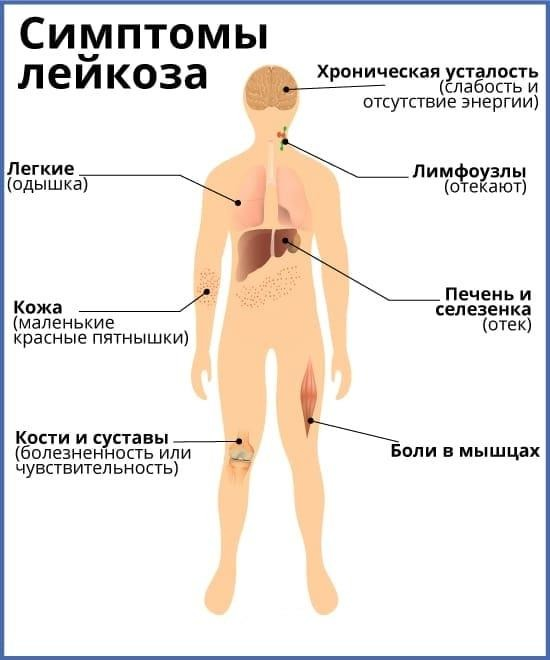 Симптомы
лейкоза
Хроническая усталость
(слабость и
отсутствие энергии)
Легкие
(одышка)
Лимфоузлы
(отекают)
Кожа
(маленькие
красные пятнышки)
Печень и
селезенка
(отек)
Кости и суставы
(болезненность или
чувствительность)
Боли в мышцах